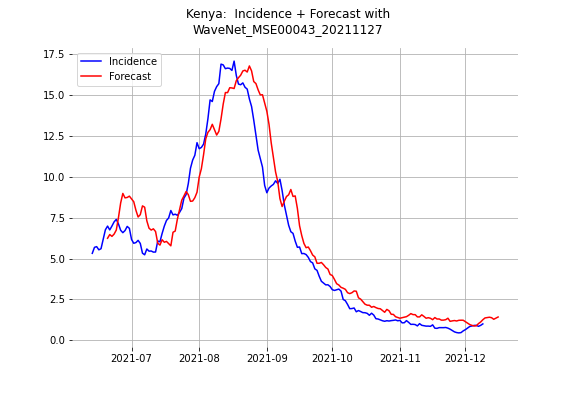 Kenya:  Incidence + Forecast with
WaveNet_MSE00043_20211127
Incidence
Forecast
17.5
15.0
12.5
10.0
7.5
5.0
2.5
0.0
2021-07 2021-08 2021-09 2021-10 2021-11 2021-12